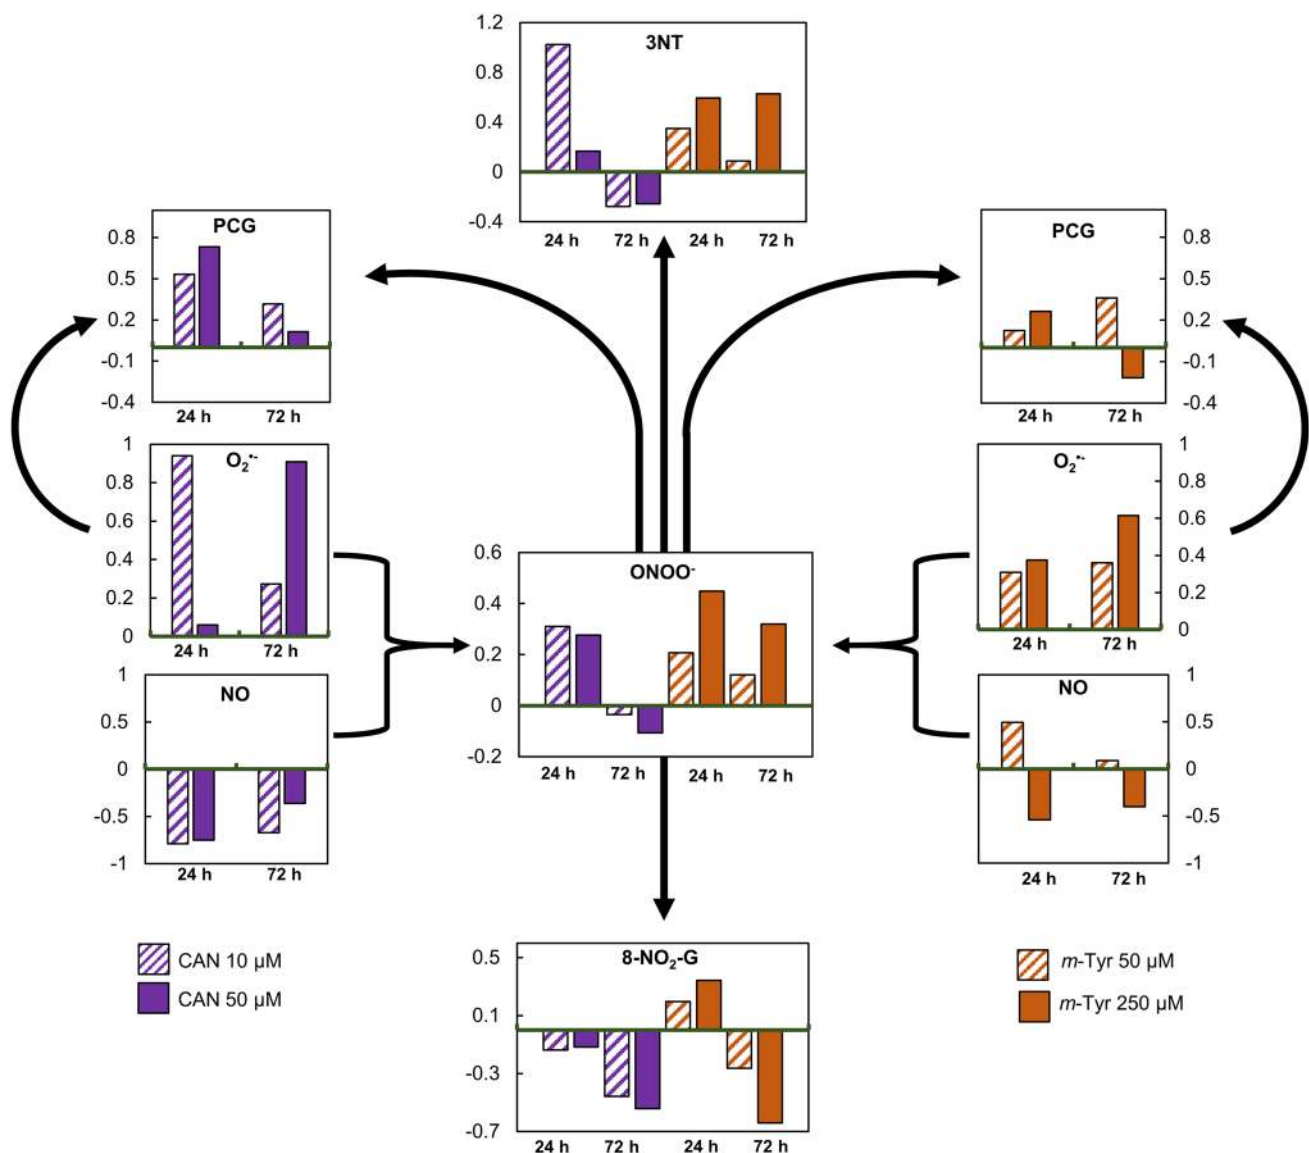 3NT
1.2
0.8
0.4
0
-0.4
24 h 72 h 24 h 72 h
PCG
0.8
0.5
0.2
-0.1
-0.4
24 h 72 h
PCG
0.8
0.5
0.2
-0.1
-0.4
24 h 72 h
O₂•-
1
0.8
0.6
0.4
0.2
0
24 h 72 h
O₂•-
1
0.8
0.6
0.4
0.2
0
24 h 72 h
ONOO-
0.6
0.4
0.2
0
-0.2
24 h 72 h 24 h 72 h
NO
1
0.5
0
-0.5
-1
24 h 72 h
NO
1
0.5
0
-0.5
-1
24 h 72 h
CAN 10 µM
CAN 50 µM
8-NO₂-G
0.5
0.1
-0.3
-0.7
24 h 72 h 24 h 72 h
m-Tyr 50 µM
m-Tyr 250 µM